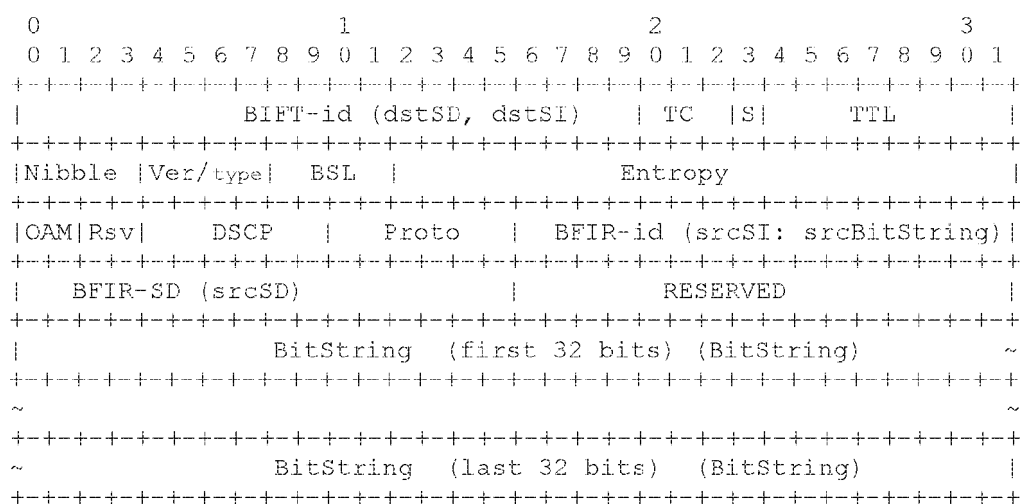 0                   1                   2                   3
0 1 2 3 4 5 6 7 8 9 0 1 2 3 4 5 6 7 8 9 0 1 2 3 4 5 6 7 8 9 0 1
+-+-+-+-+-+-+-+-+-+-+-+-+-+-+-+-+-+-+-+-+-+-+-+-+-+-+-+-+-+-+-+-+
| BIFT-id (dstSD, dstSI) | TC |S| TTL |
+-+-+-+-+-+-+-+-+-+-+-+-+-+-+-+-+-+-+-+-+-+-+-+-+-+-+-+-+-+-+-+-+
|Nibble |Ver/type| BSL | Entropy |
+-+-+-+-+-+-+-+-+-+-+-+-+-+-+-+-+-+-+-+-+-+-+-+-+-+-+-+-+-+-+-+-+
|OAM|Rsv| DSCP | Proto | BFIR-id (srcSI: srcBitString)|
+-+-+-+-+-+-+-+-+-+-+-+-+-+-+-+-+-+-+-+-+-+-+-+-+-+-+-+-+-+-+-+-+
| BFIR-SD (srcSD) | RESERVED |
+-+-+-+-+-+-+-+-+-+-+-+-+-+-+-+-+-+-+-+-+-+-+-+-+-+-+-+-+-+-+-+-+
| BitString (first 32 bits) (BitString) ~
+-+-+-+-+-+-+-+-+-+-+-+-+-+-+-+-+-+-+-+-+-+-+-+-+-+-+-+-+-+-+-+-+
~ ~
+-+-+-+-+-+-+-+-+-+-+-+-+-+-+-+-+-+-+-+-+-+-+-+-+-+-+-+-+-+-+-+-+
~ BitString (last 32 bits) (BitString) |
+-+-+-+-+-+-+-+-+-+-+-+-+-+-+-+-+-+-+-+-+-+-+-+-+-+-+-+-+-+-+-+-+